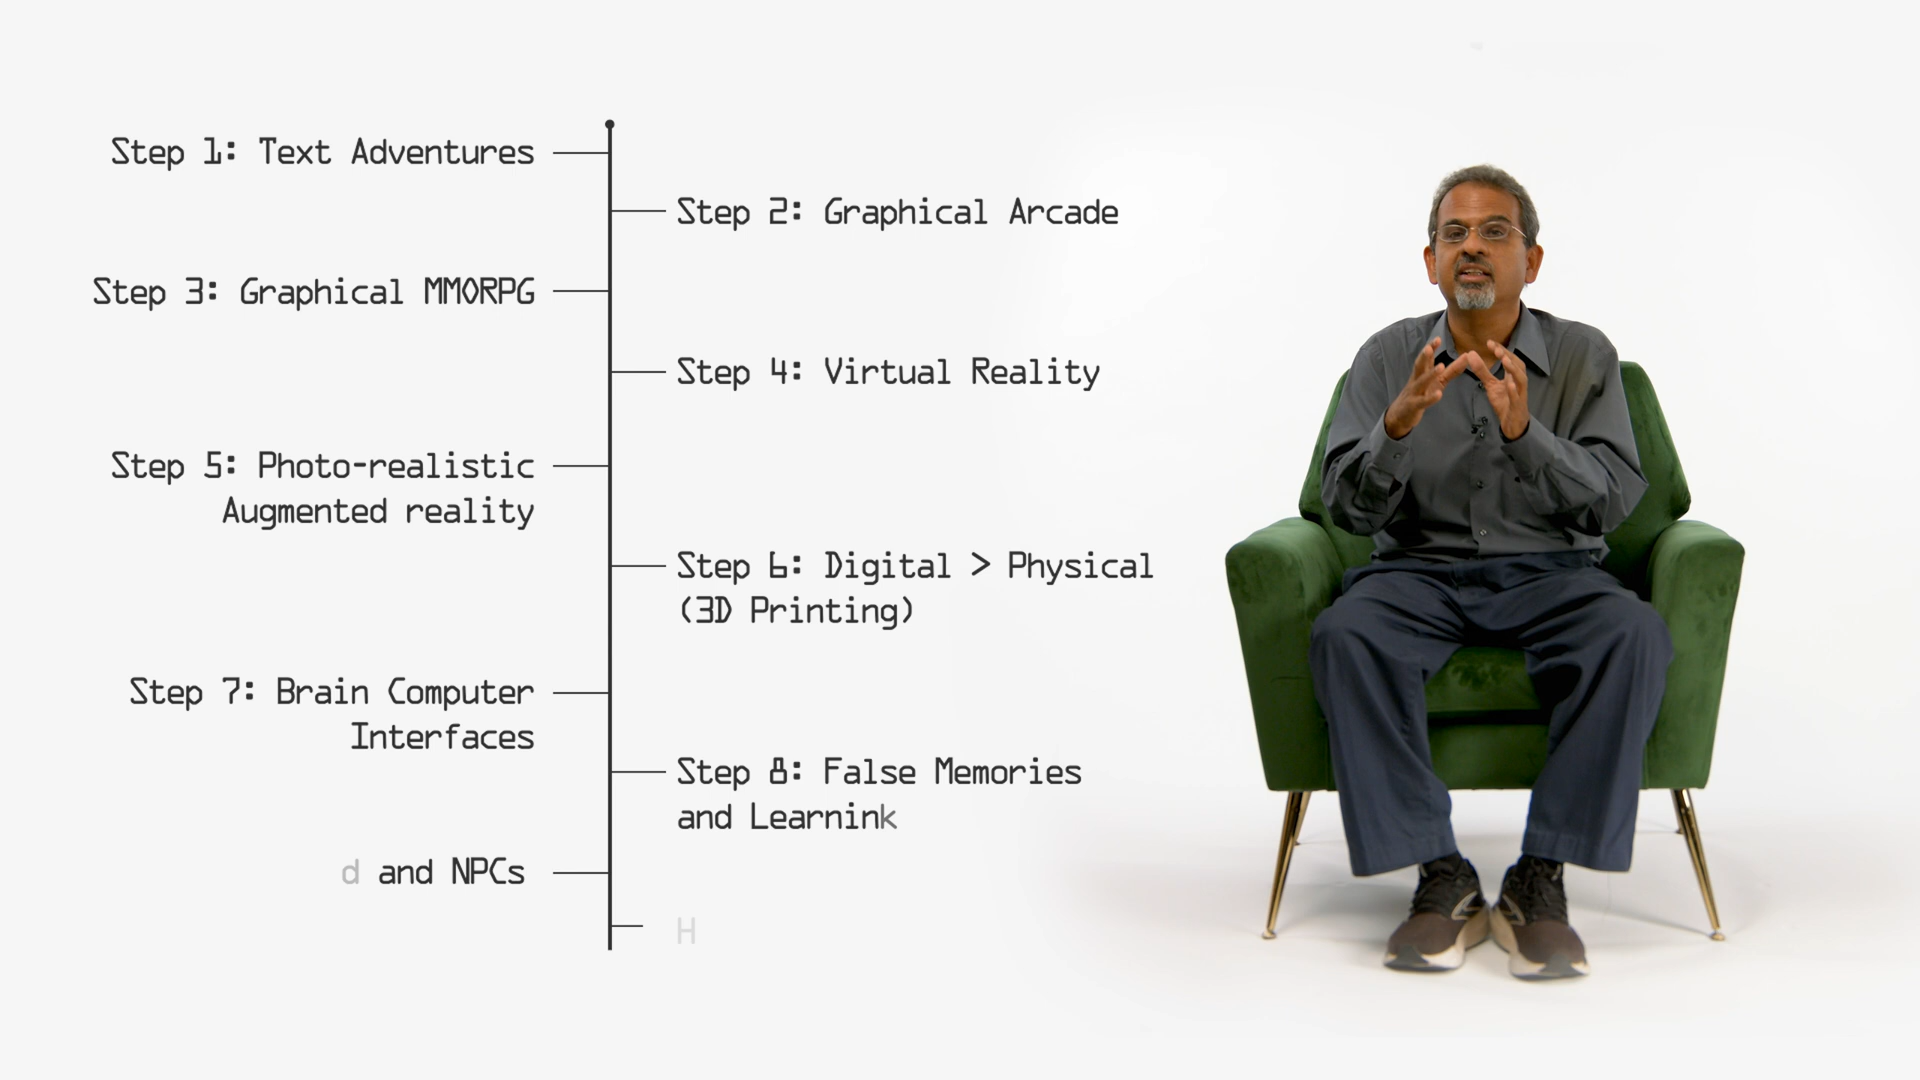 Step 1: Text Adventures
Step 2: Graphical Arcade
Step 3: Graphical MMORPG
Step 4: Virtual Reality
Step 5: Photo-realistic
Augmented reality
Step 6: Digital > Physical
(3D Printing)
Step 7: Brain Computer
Interfaces
Step 8: False Memories
and Learnink
d and NPCs
H